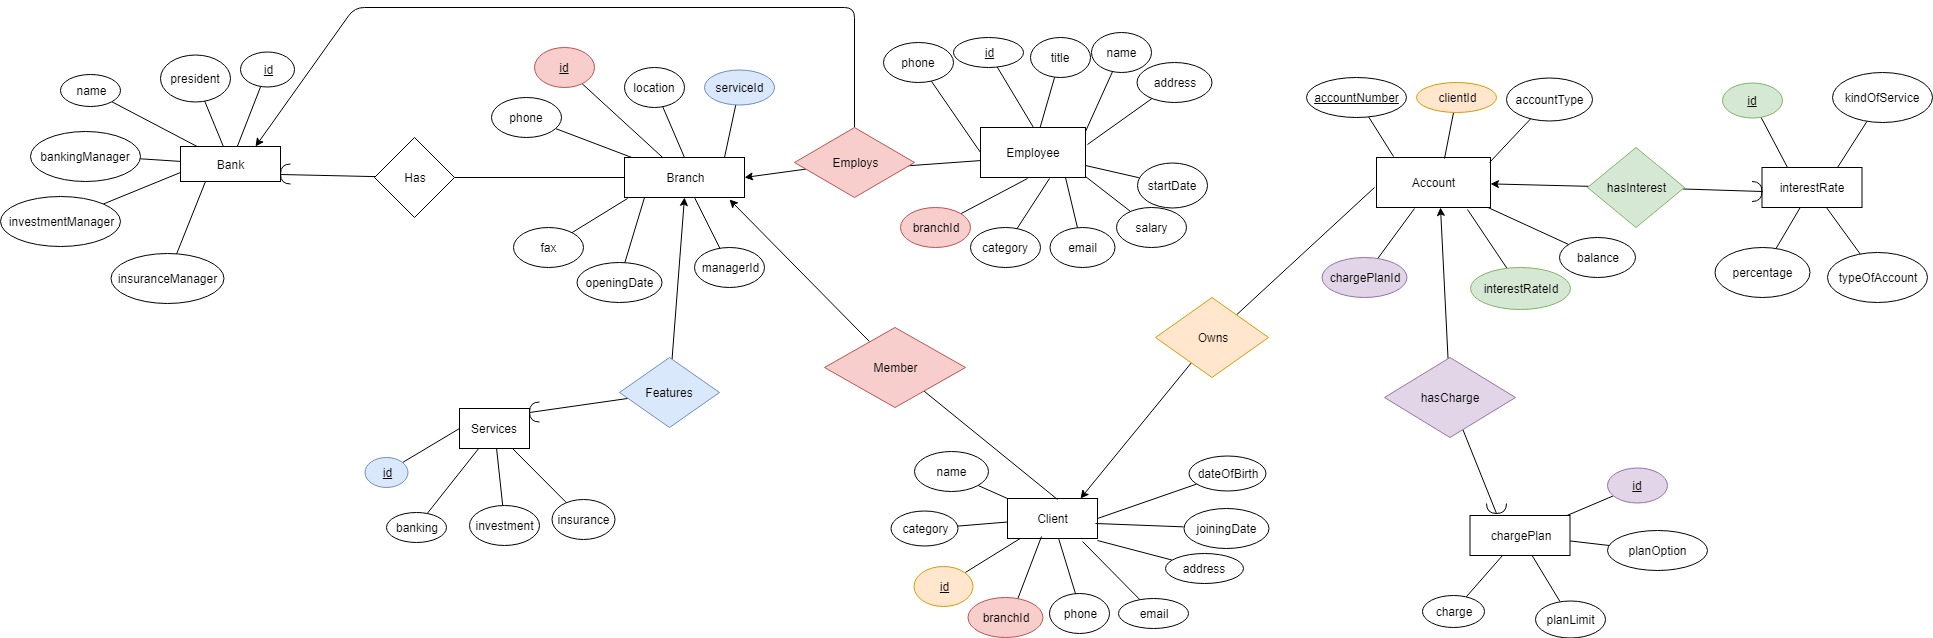 name
president
id
bankingManager
Bank
investmentManager
insuranceManager
Has
id
location
serviceId
phone
Branch
fax
openingDate
managerId
Employs
phone
id
title
name
address
Employee
startDate
branchId
category
email
salary
accountNumber
clientId
accountType
Account
chargePlanId
interestRateId
balance
hasInterest
id
kindOfService
interestRate
percentage
typeOfAccount
Features
Member
Owns
hasCharge
Services
id
banking
investment
insurance
name
dateOfBirth
category
Client
joiningDate
id
address
branchId
phone
email
id
chargePlan
planOption
charge
planLimit